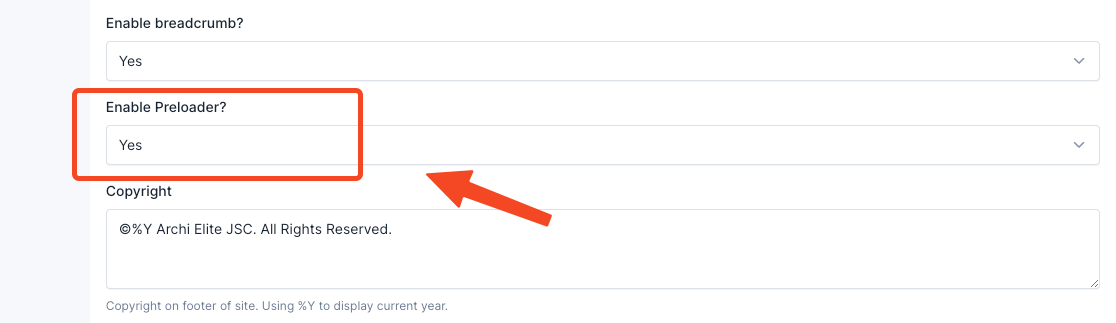 Enable breadcrumb?
Yes
Enable Preloader?
Yes
Copyright
©%Y Archi Elite JSC. All Rights Reserved.
Copyright on footer of site. Using %Y to display current year.